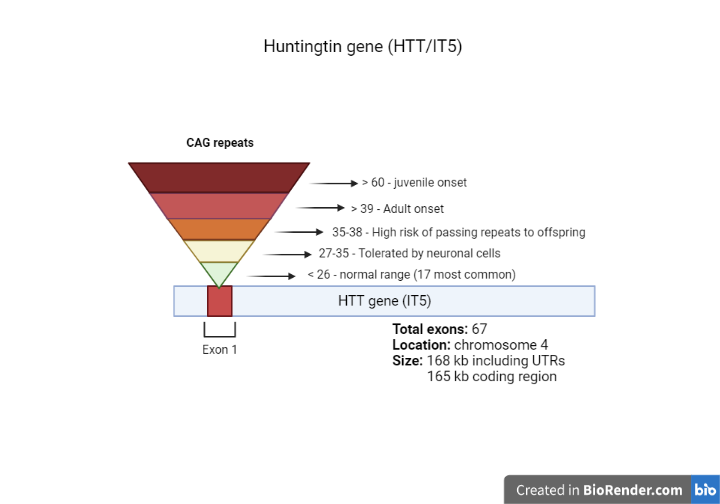 Huntingtin gene (HTT/IT5)
CAG repeats
> 60 - juvenile onset
> 39 - Adult onset
35-38 - High risk of passing repeats to offspring
27-35 - Tolerated by neuronal cells
< 26 - normal range (17 most common)
HTT gene (IT5)
Exon 1
Total exons: 67
Location: chromosome 4
Size: 168 kb including UTRs
165 kb coding region
Created in BioRender.com bio